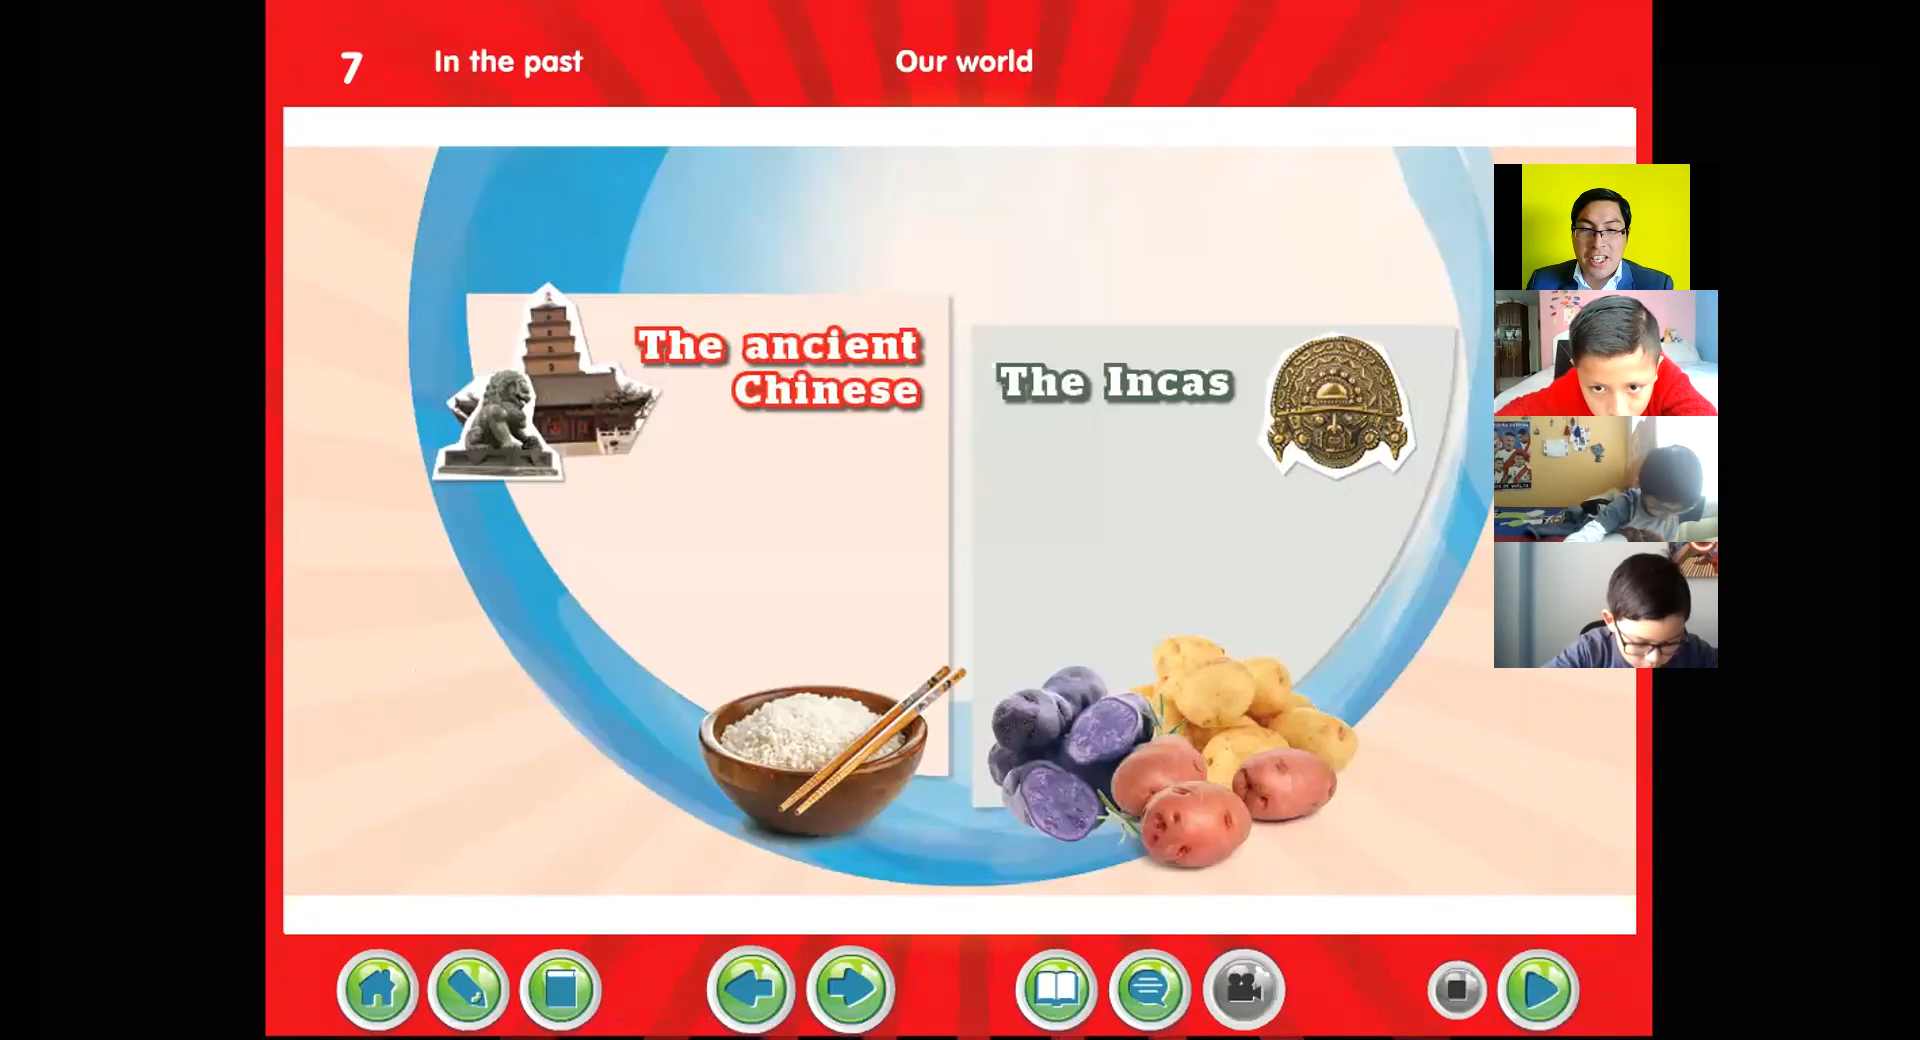 7 In the past Our world
The ancient
Chinese
The Incas